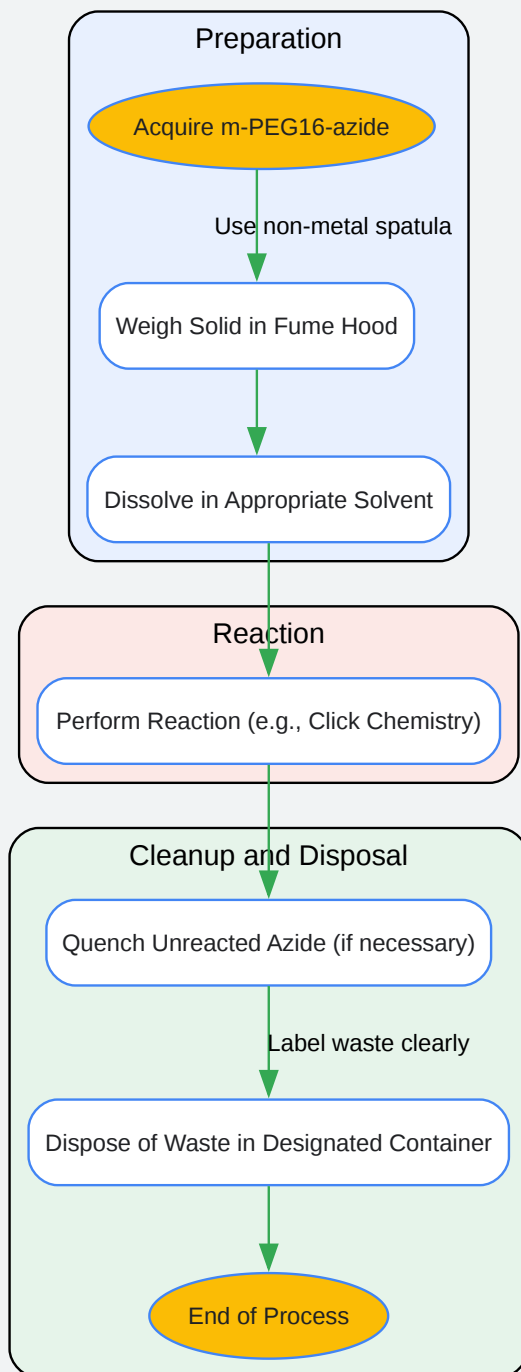 Preparation
Acquire m-PEG16-azide
Use non-metal spatula
Weigh Solid in Fume Hood
Dissolve in Appropriate Solvent
Reaction
Perform Reaction (e.g., Click Chemistry)
Cleanup and Disposal
Quench Unreacted Azide (if necessary)
Label waste clearly
Dispose of Waste in Designated Container
End of Process